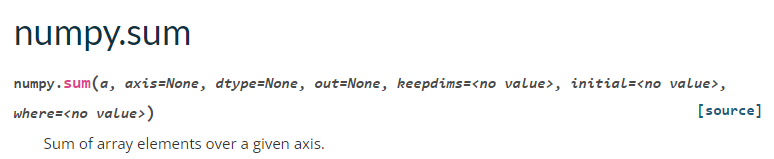 numpy.sum
numpy.sum(a, axis=None, dtype=None, out=None, keepdims=<no value>, initial=<no value>,
where=<no value>) [source]
Sum of array elements over a given axis.